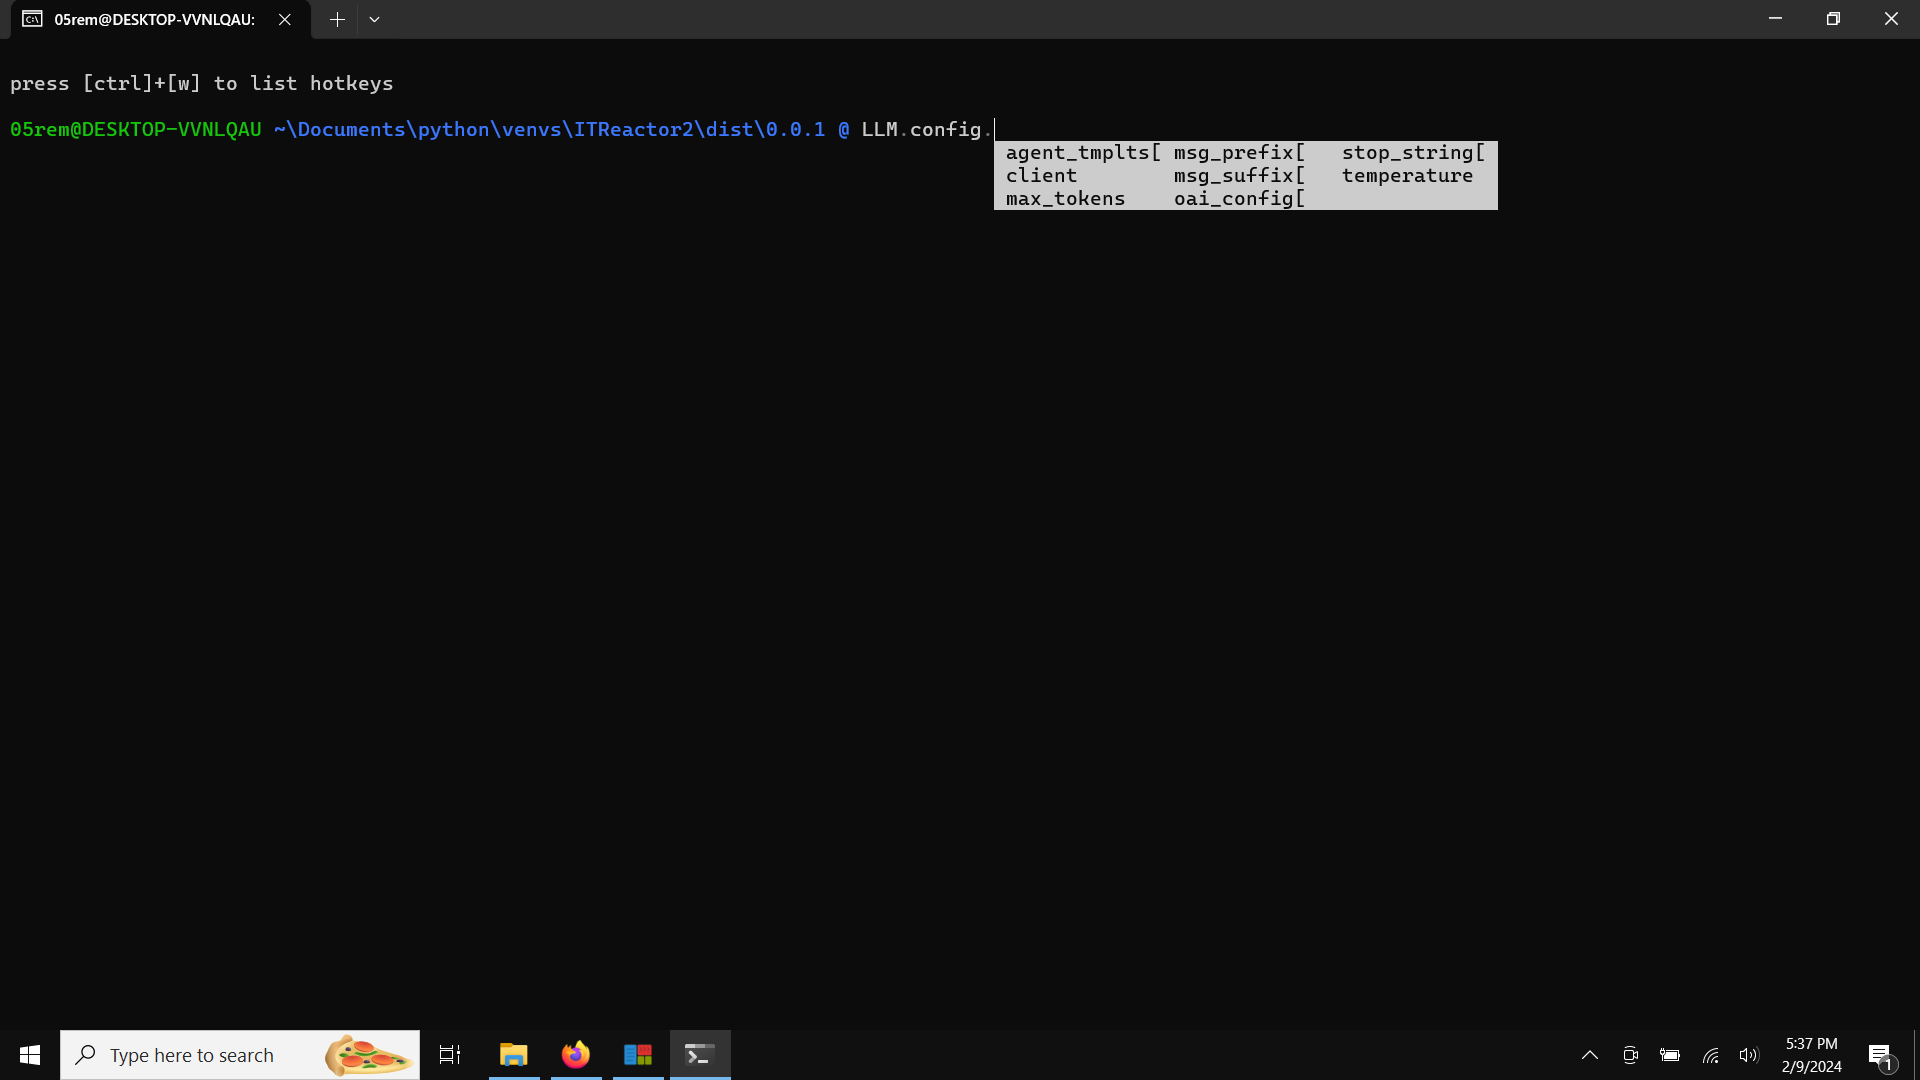 05rem@DESKTOP-VVNLQAU:
press [ctrl]+[w] to list hotkeys
05rem@DESKTOP-VVNLQAU ~\Documents\python\venvs\ITReactor2\dist\0.0.1 @ LLM.config.
agent_tmplts[ msg_prefix[ stop_string[
client msg_suffix[ temperature
max_tokens oai_config[
Type here to search
5:37 PM
2/9/2024
1